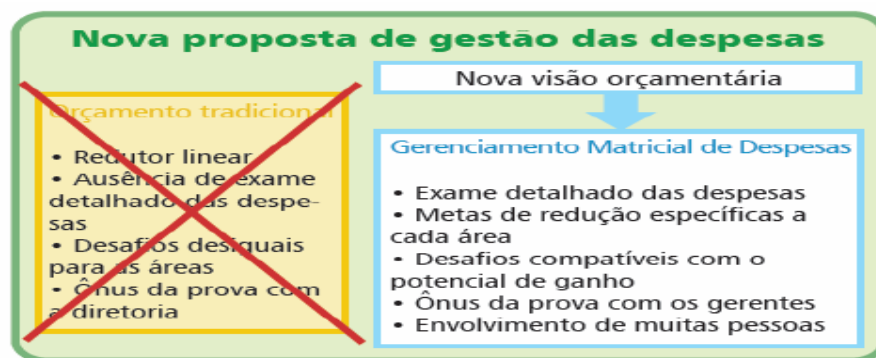 Nova proposta de gestão das despesas
Orçamento tradicional
• Redutor linear
• Ausência de exame
detalhado das despe-
sas
• Desafios desiguais
para as áreas
• Ônus da prova com
a diretoria
Nova visão orçamentária
Gerenciamento Matricial de Despesas
• Exame detalhado das despesas
• Metas de redução específicas a
cada área
• Desafios compatíveis com o
potencial de ganho
• Ônus da prova com os gerentes
• Envolvimento de muitas pessoas